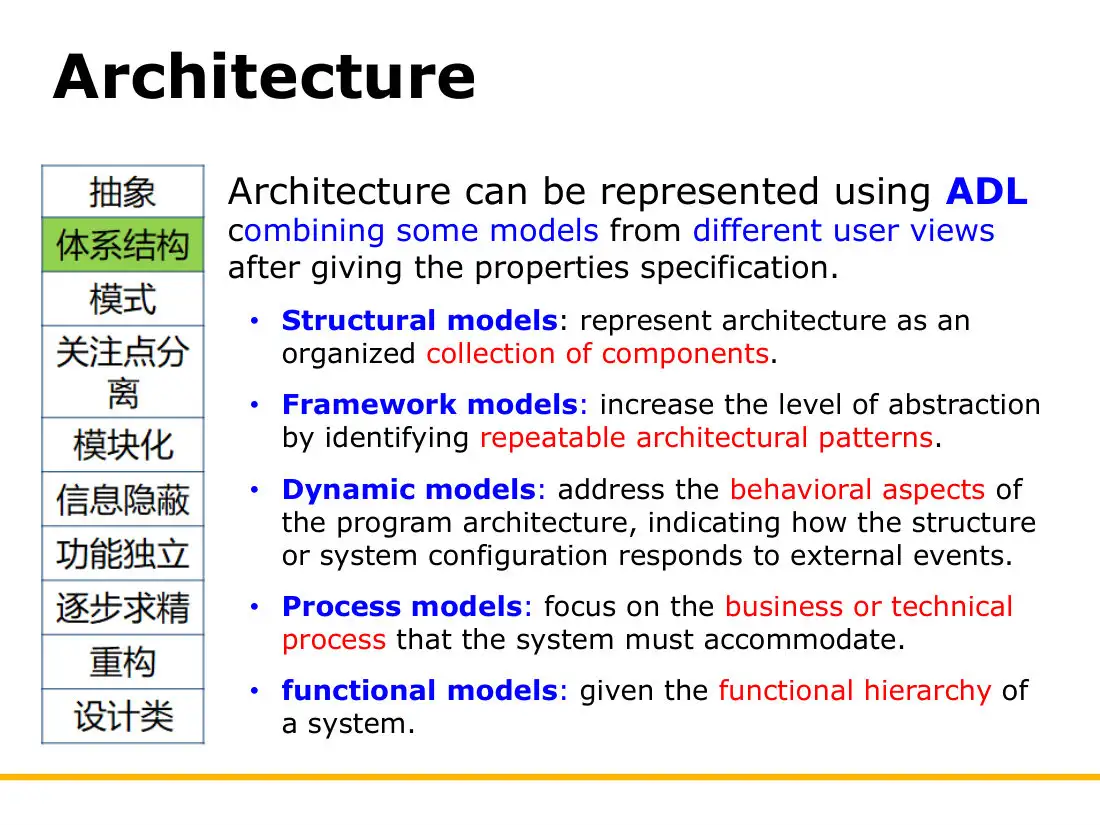 Architecture
抽象
体系结构
模式
关注点分
离
模块化
信息隐蔽
功能独立
逐步求精
重构
设计类
Architecture can be represented using ADL
combining some models from different user views
after giving the properties specification.
• Structural models: represent architecture as an
organized collection of components.
• Framework models: increase the level of abstraction
by identifying repeatable architectural patterns.
• Dynamic models: address the behavioral aspects of
the program architecture, indicating how the structure
or system configuration responds to external events.
• Process models: focus on the business or technical
process that the system must accommodate.
• functional models: given the functional hierarchy of
a system.